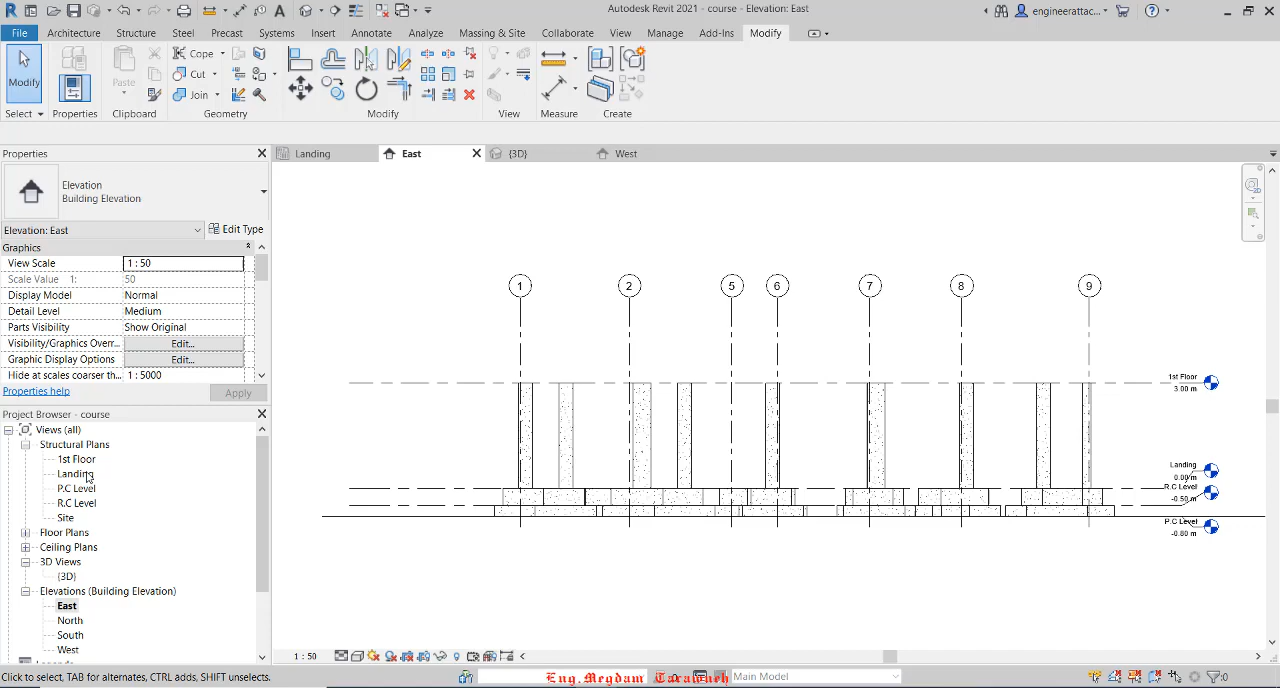 Autodesk Revit 2021 - course - Elevation: East
engineerattac...
File Architecture Structure Steel Precast Systems Insert Annotate Analyze Massing & Site Collaborate View Manage Add-Ins Modify
Modify
Paste
Cope
Cut
Join
Select Properties Clipboard Geometry Modify View Measure Create
Properties
Landing
East
{3D}
West
Elevation
Building Elevation
Elevation: East
Edit Type
Graphics
View Scale 1 : 50
Scale Value 1: 50
Display Model Normal
Detail Level Medium
Parts Visibility Show Original
Visibility/Graphics Overr... Edit...
Graphic Display Options Edit...
Hide at scales coarser th... 1 : 5000
Properties help
Apply
Project Browser - course
Views (all)
Structural Plans
1st Floor
Landing
P.C Level
R.C Level
Site
Floor Plans
Ceiling Plans
3D Views
{3D}
Elevations (Building Elevation)
East
North
South
West
1 2 5 6 7 8 9
1st Floor
3.00 m
Landing
0.00 m
R.C Level
-0.50 m
P.C Level
-0.80 m
1 : 50
Click to select, TAB for alternates, CTRL adds, SHIFT unselects.
Eng.Meqdam Tarawneh
Main Model
:0